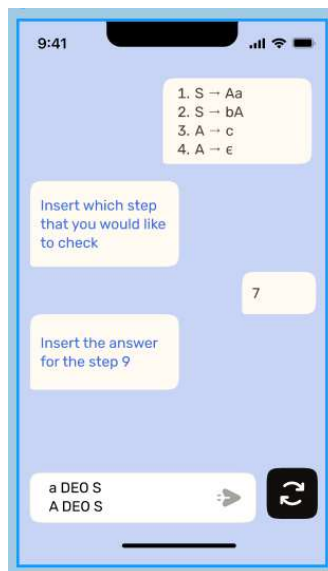 9:41
1. S → Aa
2. S → bA
3. A → c
4. A → ϵ
Insert which step
that you would like
to check
7
Insert the answer
for the step 9
a DEO S
A DEO S